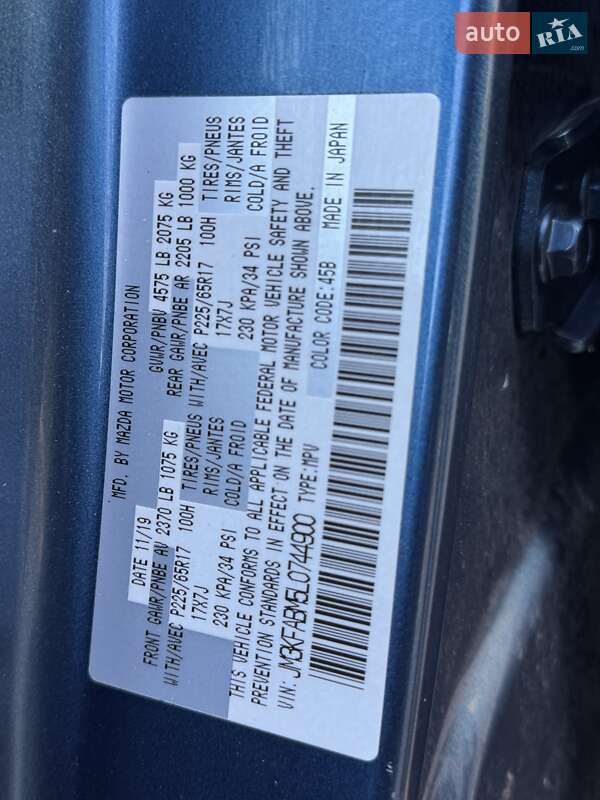 auto RIA .com
MFD. BY MAZDA MOTOR CORPORATION
DATE 11/19 GVWR/PNBV 4575 LB 2075 KG
FRONT GAWR/PNBE AV 2370 LB 1075 KG REAR GAWR/PNBE AR 2205 LB 1000 KG
WITH/AVEC P225/65R17 100H TIRES/PNEUS WITH/AVEC P225/65R17 100H TIRES/PNEUS
17X7J RIMS/JANTES 17X7J RIMS/JANTES
230 KPA/34 PSI COLD/A FROID 230 KPA/34 PSI COLD/A FROID
THIS VEHICLE CONFORMS TO ALL APPLICABLE FEDERAL MOTOR VEHICLE SAFETY AND THEFT
PREVENTION STANDARDS IN EFFECT ON THE DATE OF MANUFACTURE SHOWN ABOVE.
VIN: JM3KFABM5L0744900 TYPE:MPV COLOR CODE:45B MADE IN JAPAN